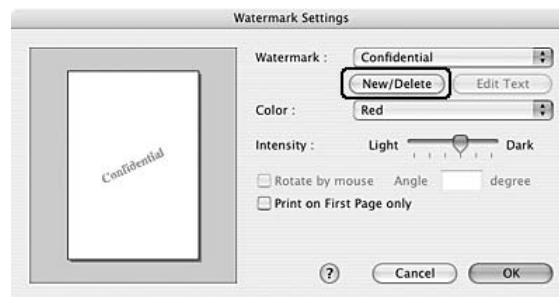 Watermark Settings
Watermark : Confidential
New/Delete Edit Text
Color : Red
Intensity : Light Dark
Rotate by mouse Angle degree
Print on First Page only
Confidential
? Cancel OK